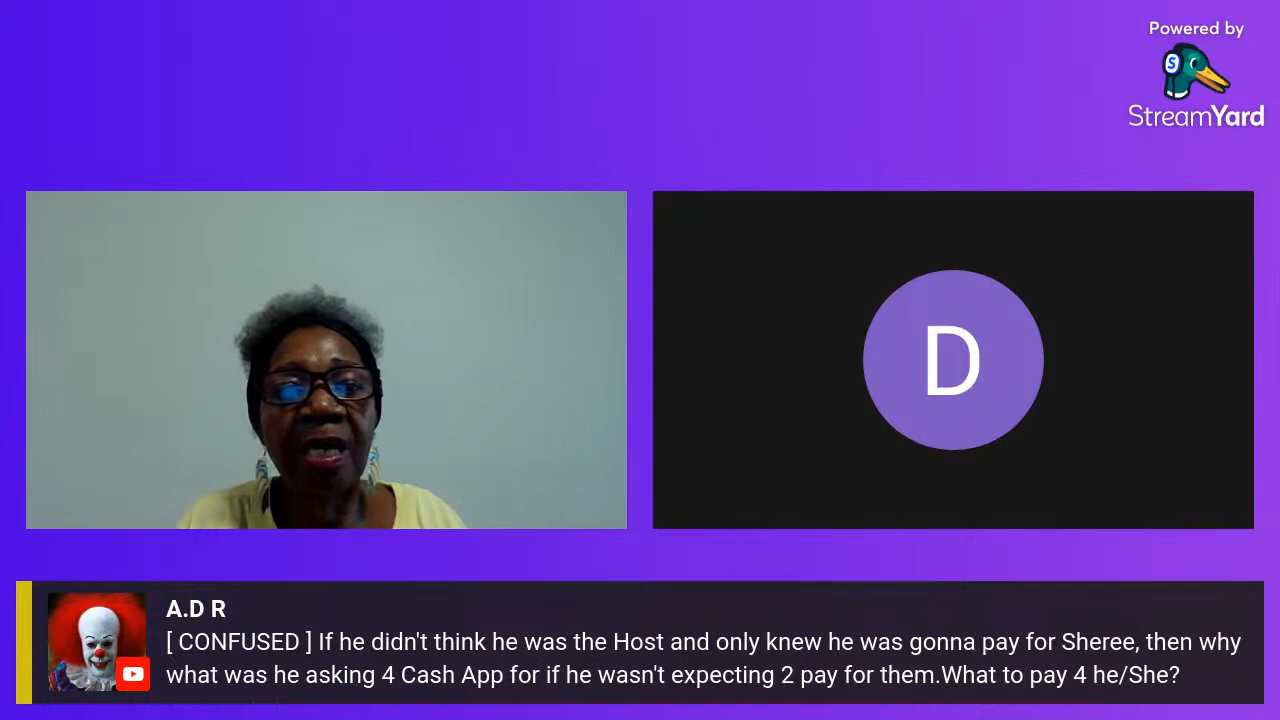 Powered by
S
StreamYard
D
A.D R
[ CONFUSED ] If he didn't think he was the Host and only knew he was gonna pay for Sheree, then why
what was he asking 4 Cash App for if he wasn't expecting 2 pay for them.What to pay 4 he/She?